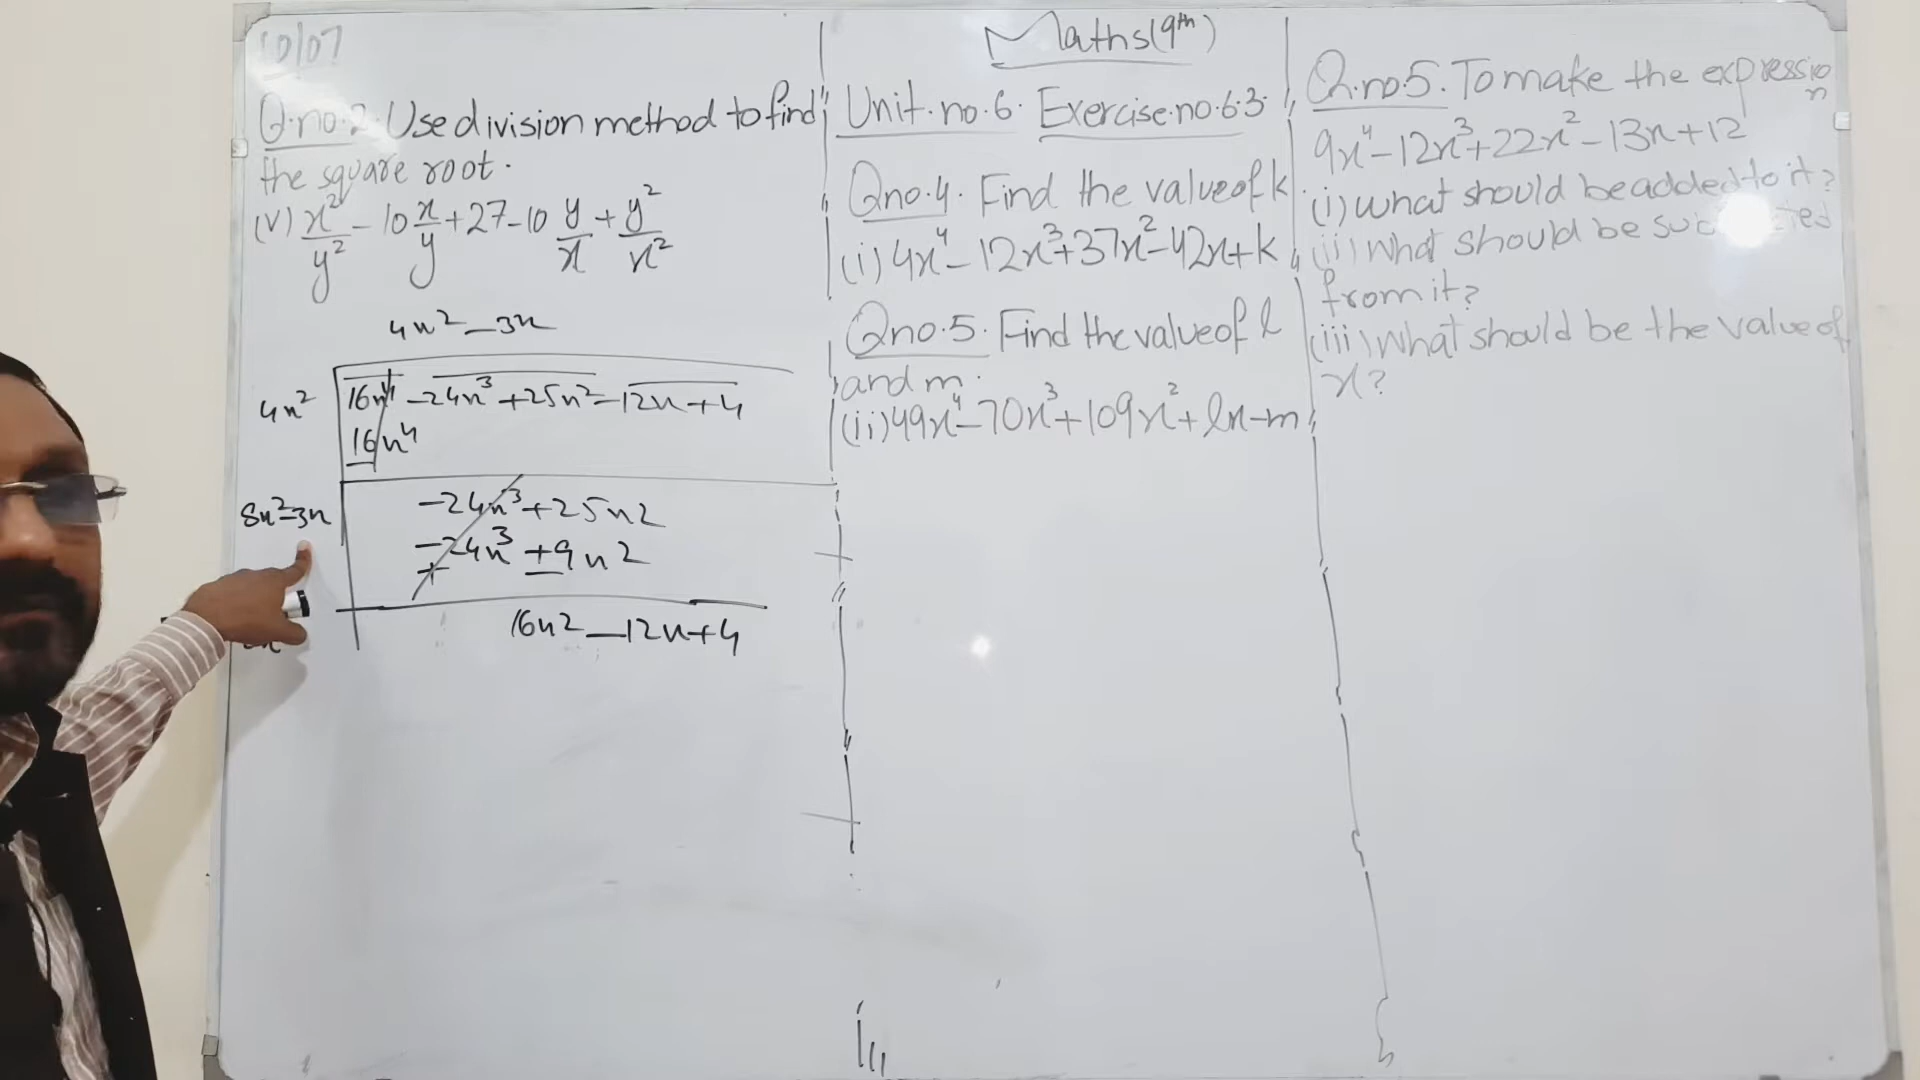 10/07
Q.no.2 Use division method to find
the square root.
(v) x²/y² - 10 x/y + 27 - 10 y/x + y²/x²
4x² - 3x
4x² 16x⁴ - 24x³ + 25x² - 12x + 4
16x⁴
8x² - 3x -24x³ + 25x2
-24x³ + 9x2
+
16x2 - 12x + 4
Maths (9th)
Unit.no.6. Exercise.no.6.3.
Qno.4. Find the value of k.
(i) 4x⁴ - 12x³ + 37x² - 42x + k
Qno.5. Find the value of l
and m.
(ii) 49x⁴ - 70x³ + 109x² + lx - m
Q.no.5. To make the expression
9x⁴ - 12x³ + 22x² - 13x + 12
(i) what should be added to it?
(ii) What should be
from it?
(iii) What should be the value of
x?